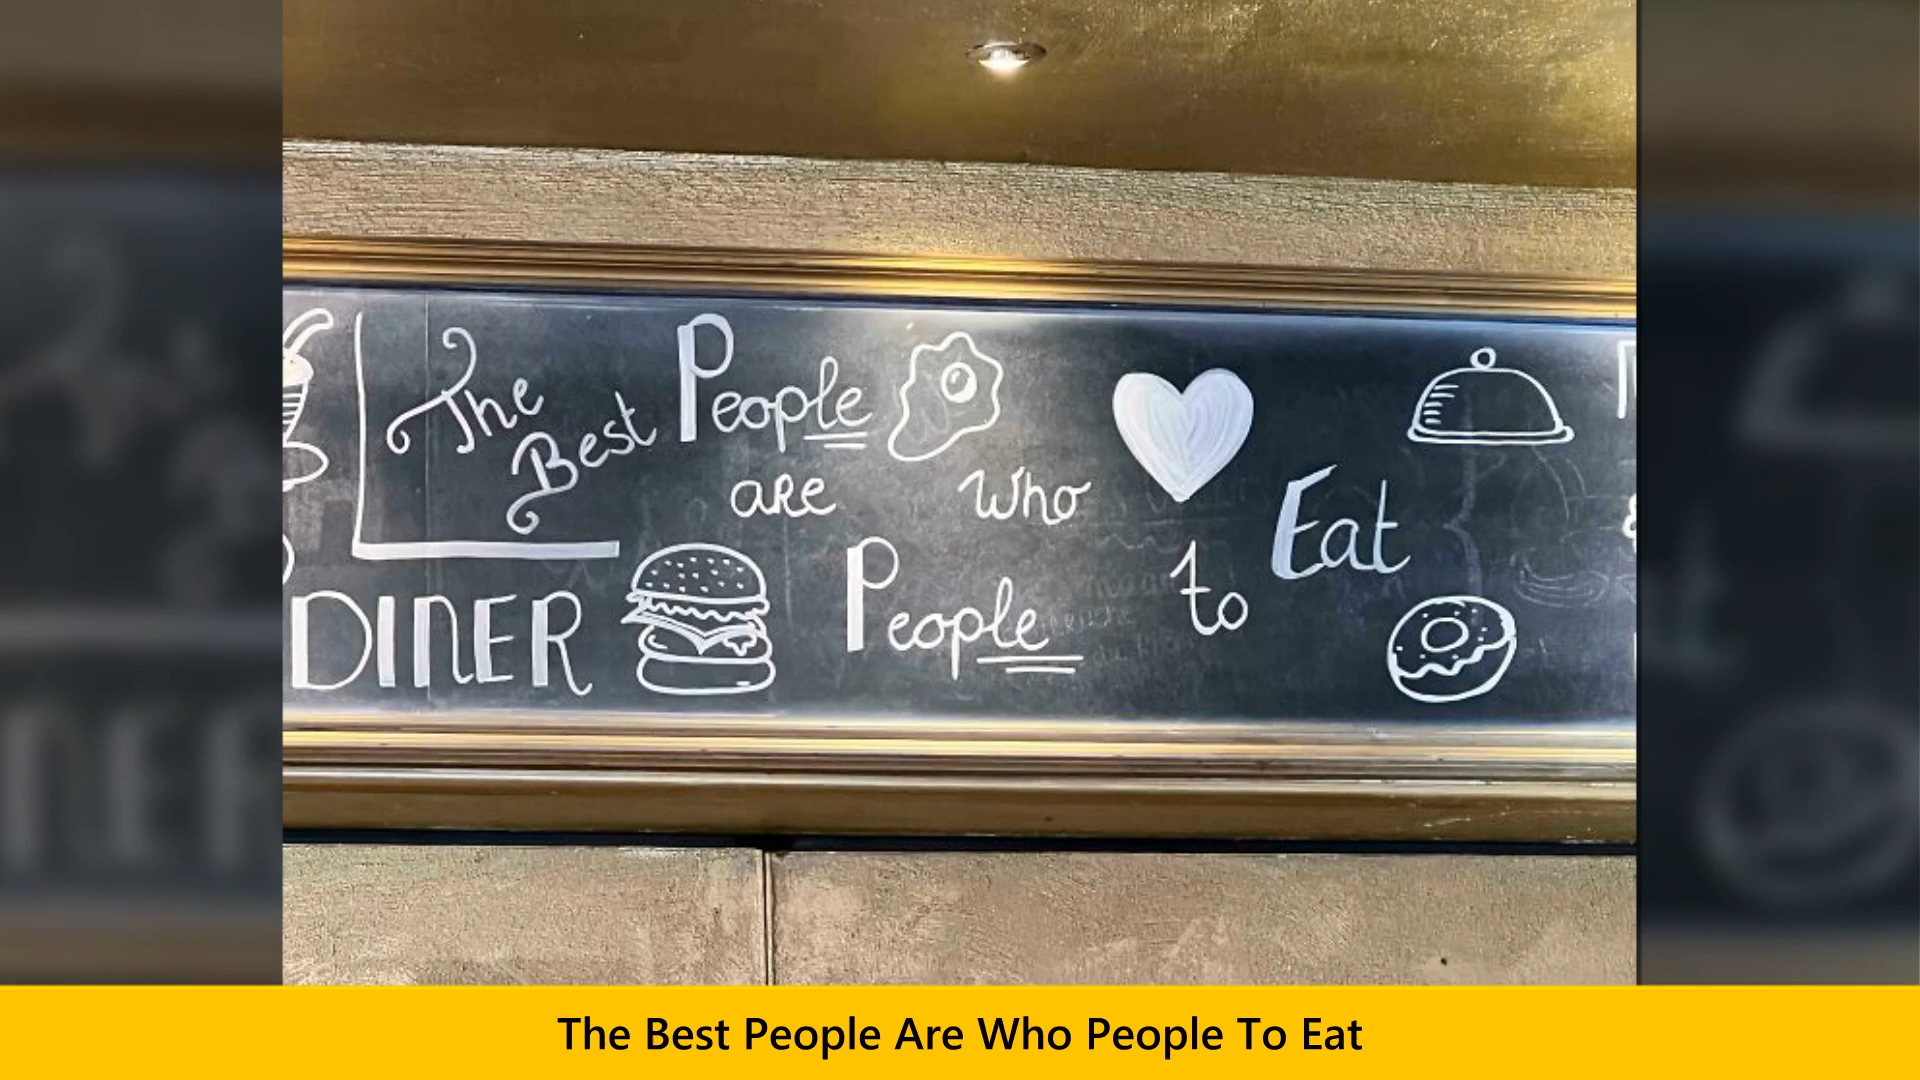 The
Best People
are who
People to Eat
DINER
The Best People Are Who People To Eat